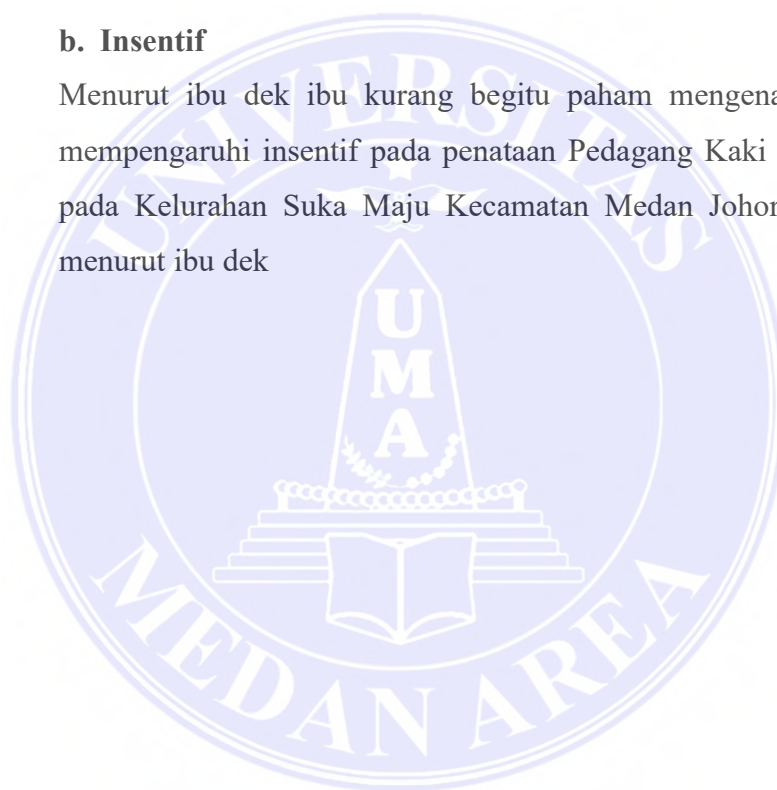 b. Insentif
Menurut ibu dek ibu kurang begitu paham mengena
mempengaruhi insentif pada penataan Pedagang Kaki
pada Kelurahan Suka Maju Kecamatan Medan Johor
menurut ibu dek
UNIVERSITAS
U
M
A
MEDAN AREA